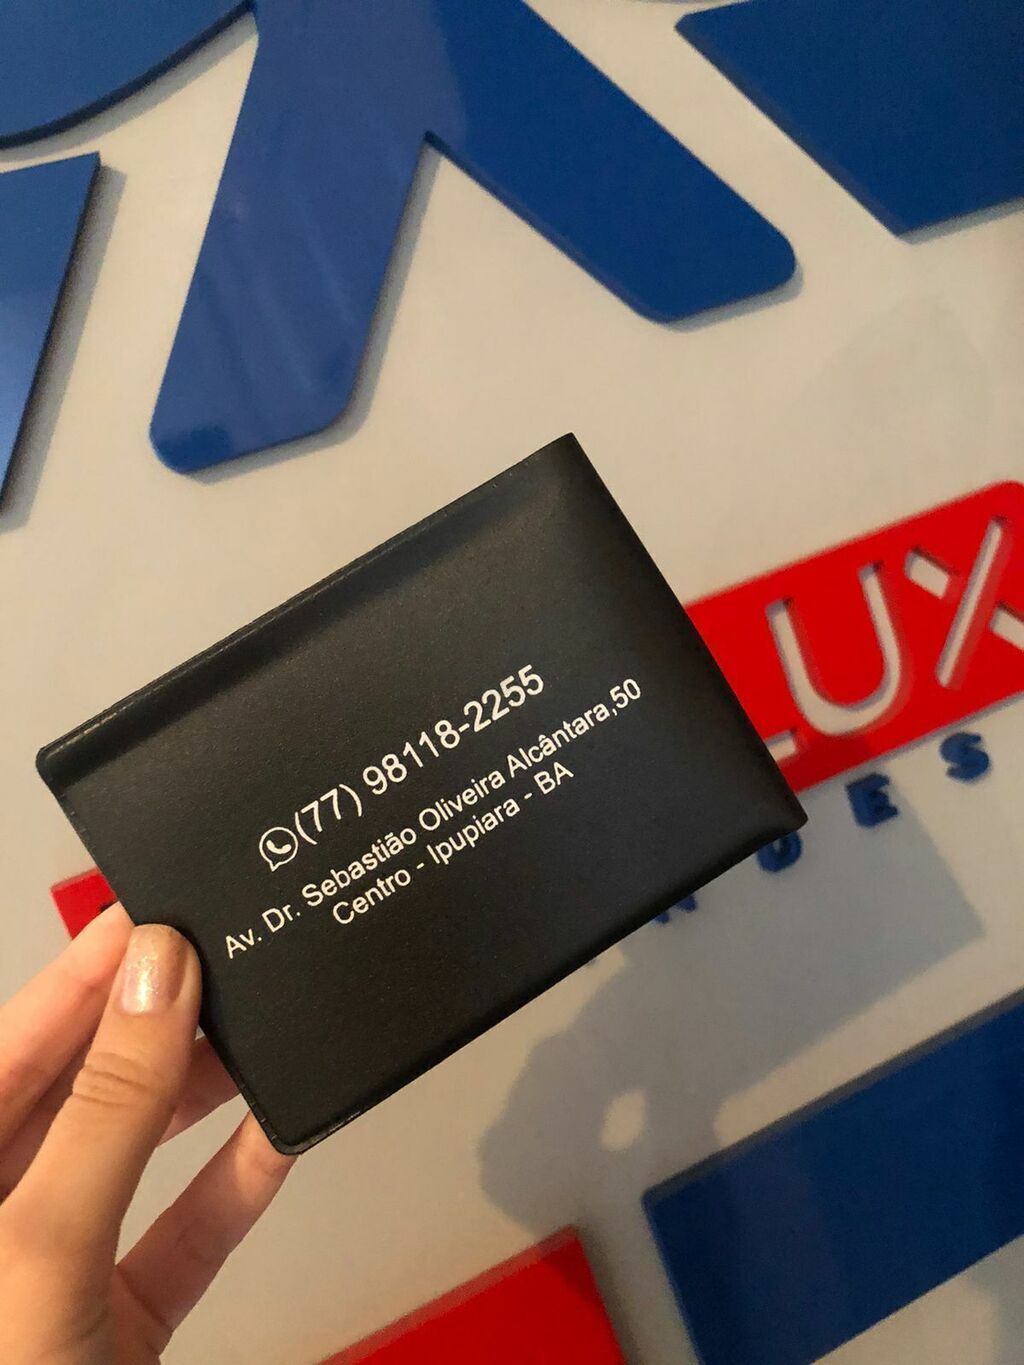 (77) 98118-2255
Av. Dr. Sebastião Oliveira Alcântara,50
Centro - Ipupiara - BA
LUX